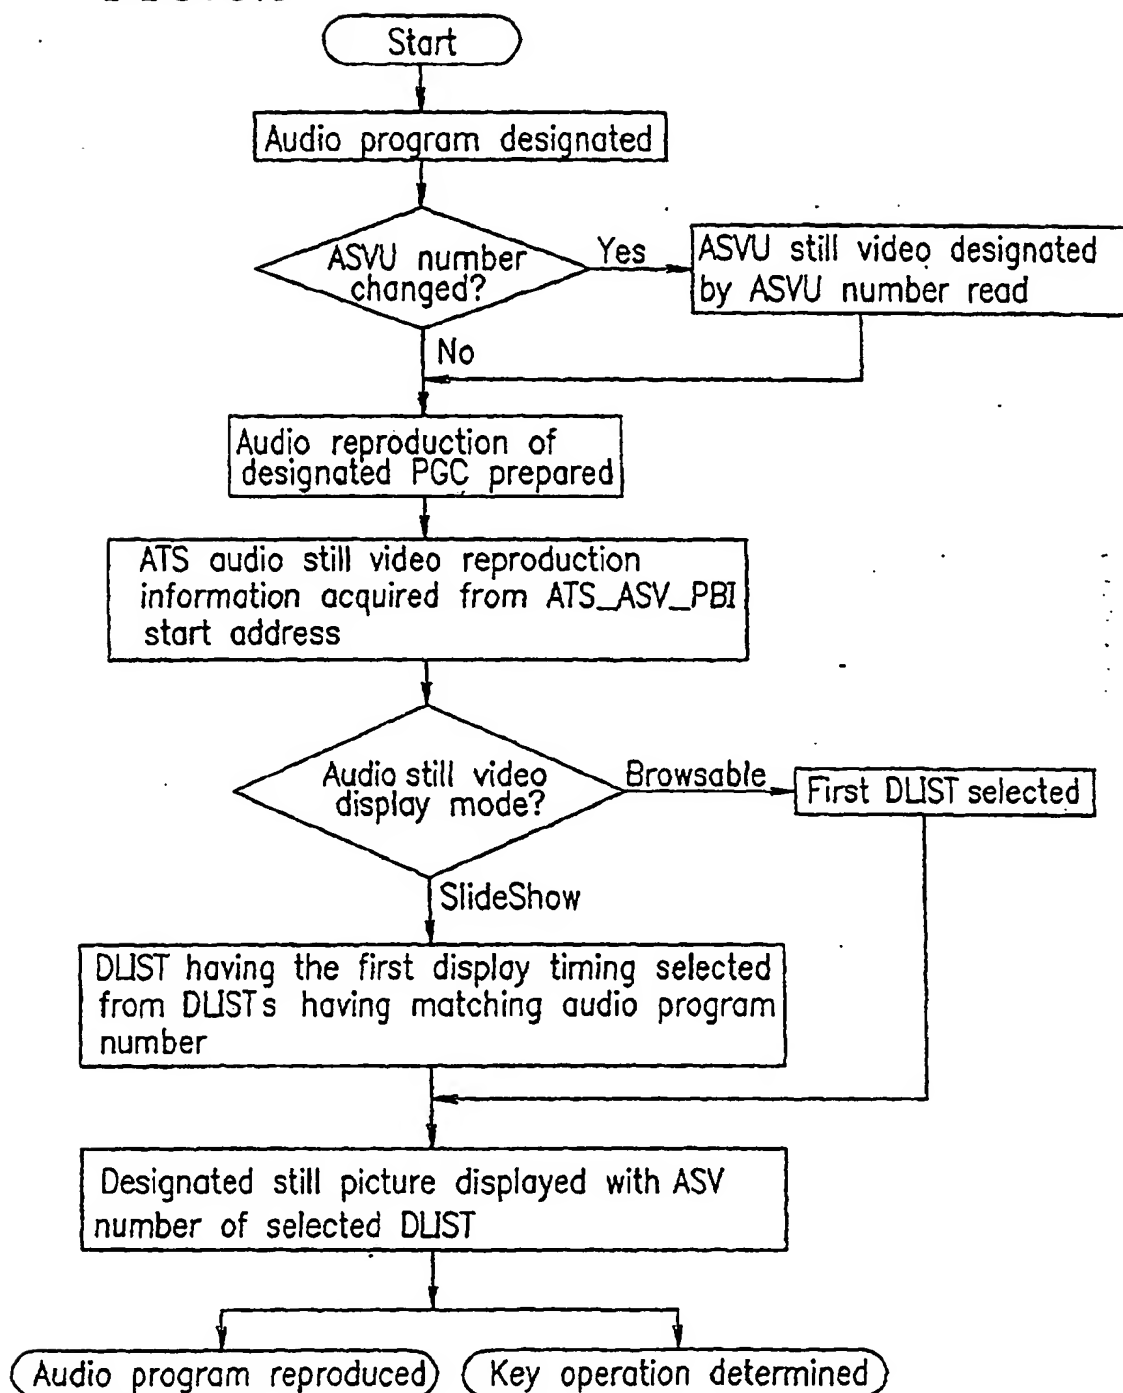 Start
Audio program designated
ASVU number
changed?
Yes
ASVU still video designated
by ASVU number read
No
Audio reproduction of
designated PGC prepared
ATS audio still video reproduction
information acquired from ATS_ASV_PBI
start address
Audio still video
display mode?
Browsable
First DLIST selected
SlideShow
DLIST having the first display timing selected
from DLISTs having matching audio program
number
Designated still picture displayed with ASV
number of selected DLIST
Audio program reproduced
Key operation determined